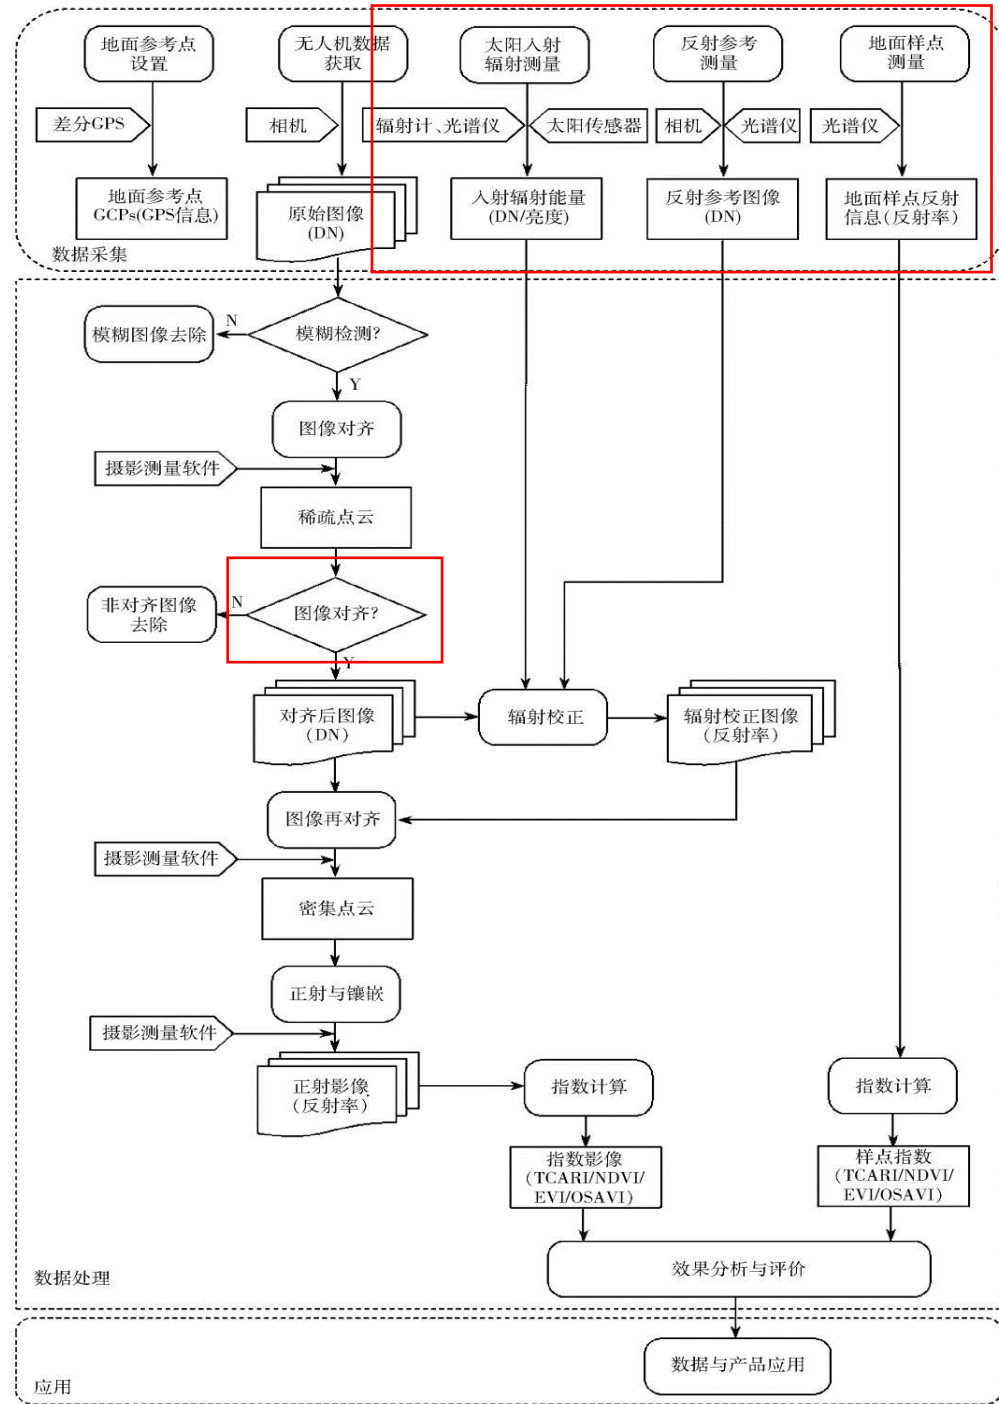 地面参考点
设置
无人机数据
获取
太阳入射
辐射测量
反射参考
测量
地面样点
测量
差分GPS
相机
辐射计、光谱仪
太阳传感器
相机
光谱仪
光谱仪
地面参考点
GCPs(GPS信息)
原始图像
(DN)
入射辐射能量
(DN/亮度)
反射参考图像
(DN)
地面样点反射
信息(反射率)
数据采集
模糊图像去除
N
模糊检测?
Y
图像对齐
摄影测量软件
稀疏点云
非对齐图像
去除
N
图像对齐?
Y
对齐后图像
(DN)
辐射校正
辐射校正图像
(反射率)
图像再对齐
摄影测量软件
密集点云
正射与镶嵌
摄影测量软件
正射影像
(反射率)
指数计算
指数计算
指数影像
(TCARI/NDVI/
EVI/OSAVI)
样点指数
(TCARI/NDVI/
EVI/OSAVI)
效果分析与评价
数据处理
数据与产品应用
应用